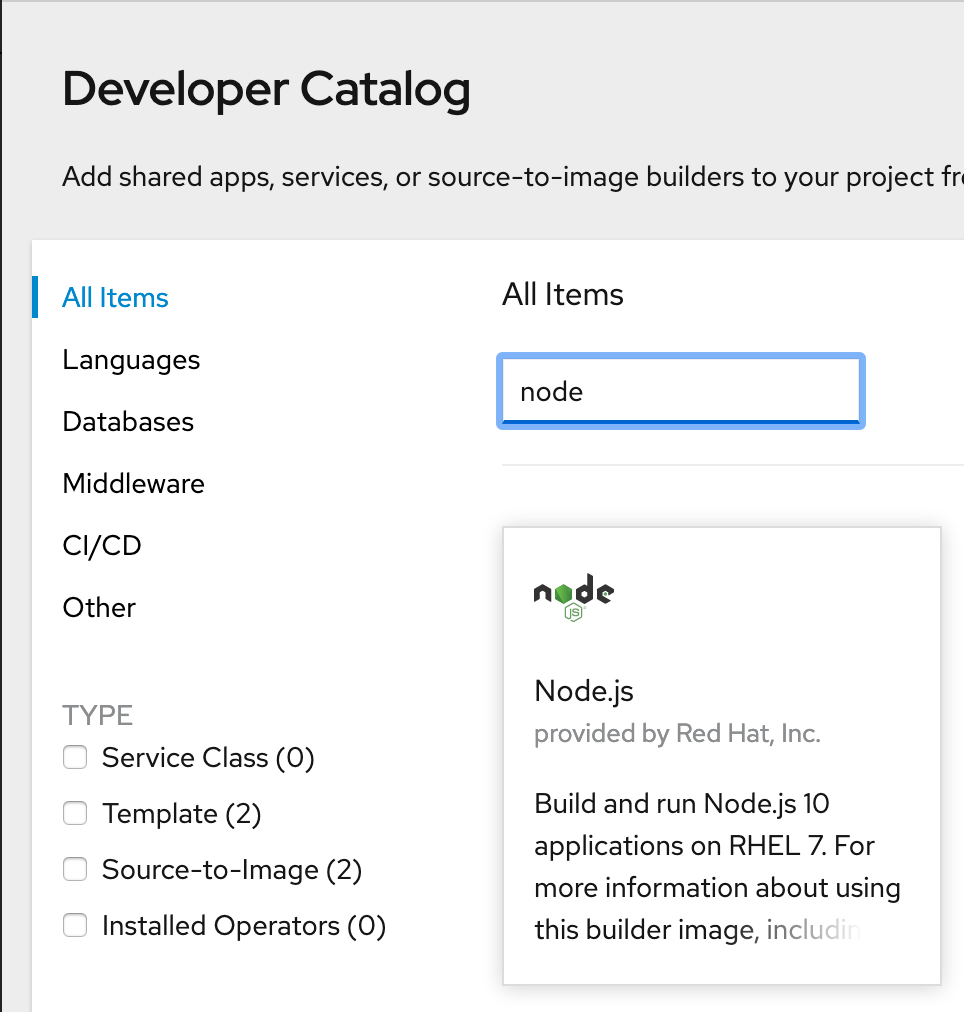 Developer Catalog
Add shared apps, services, or source-to-image builders to your project
All Items
Languages
Databases
Middleware
CI/CD
Other
TYPE
Service Class (0)
Template (2)
Source-to-Image (2)
Installed Operators (0)
All Items
node
node
JS
Node.js
provided by Red Hat, Inc.
Build and run Node.js 10
applications on RHEL 7. For
more information about using
this builder image, includin